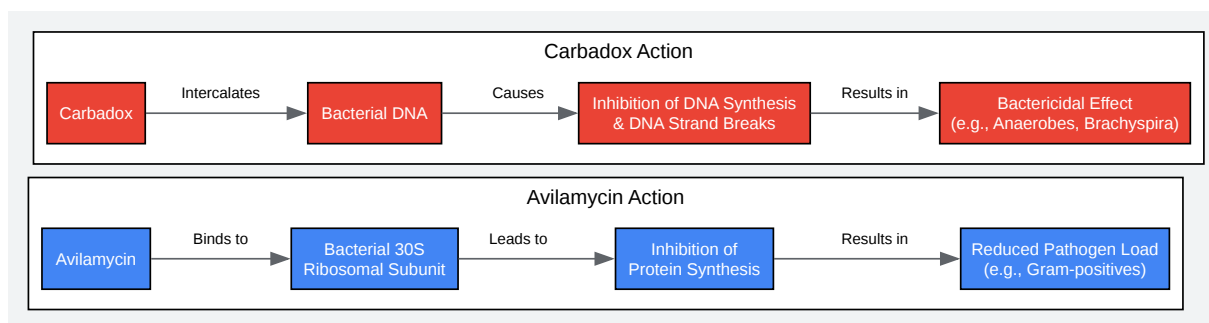 Carbadox Action
Carbadox
Intercalates
Bacterial DNA
Causes
Inhibition of DNA Synthesis
& DNA Strand Breaks
Results in
Bactericidal Effect
(e.g., Anaerobes, Brachyspira)
Avilamycin Action
Avilamycin
Binds to
Bacterial 30S
Ribosomal Subunit
Leads to
Inhibition of
Protein Synthesis
Results in
Reduced Pathogen Load
(e.g., Gram-positives)